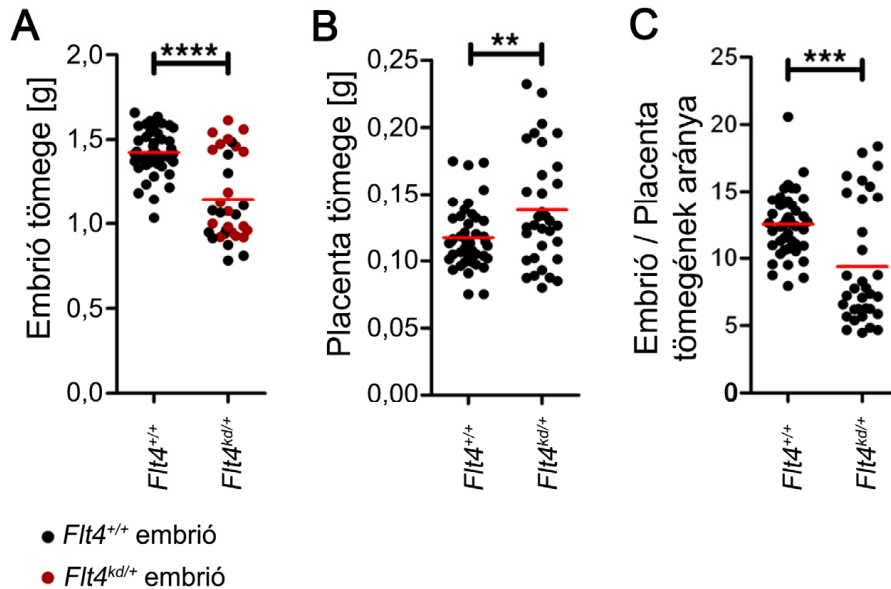 A
Embrió tömege [g]
2,0
1,5
1,0
0,5
0,0
****
Flt4+/+
Flt4kd/+
B
Placenta tömege [g]
0,25
0,20
0,15
0,10
0,05
0,00
**
Flt4+/+
Flt4kd/+
C
Embrió / Placenta
tömegének aránya
25
20
15
10
5
0
***
Flt4+/+
Flt4kd/+
Flt4+/+ embrió
Flt4kd/+ embrió